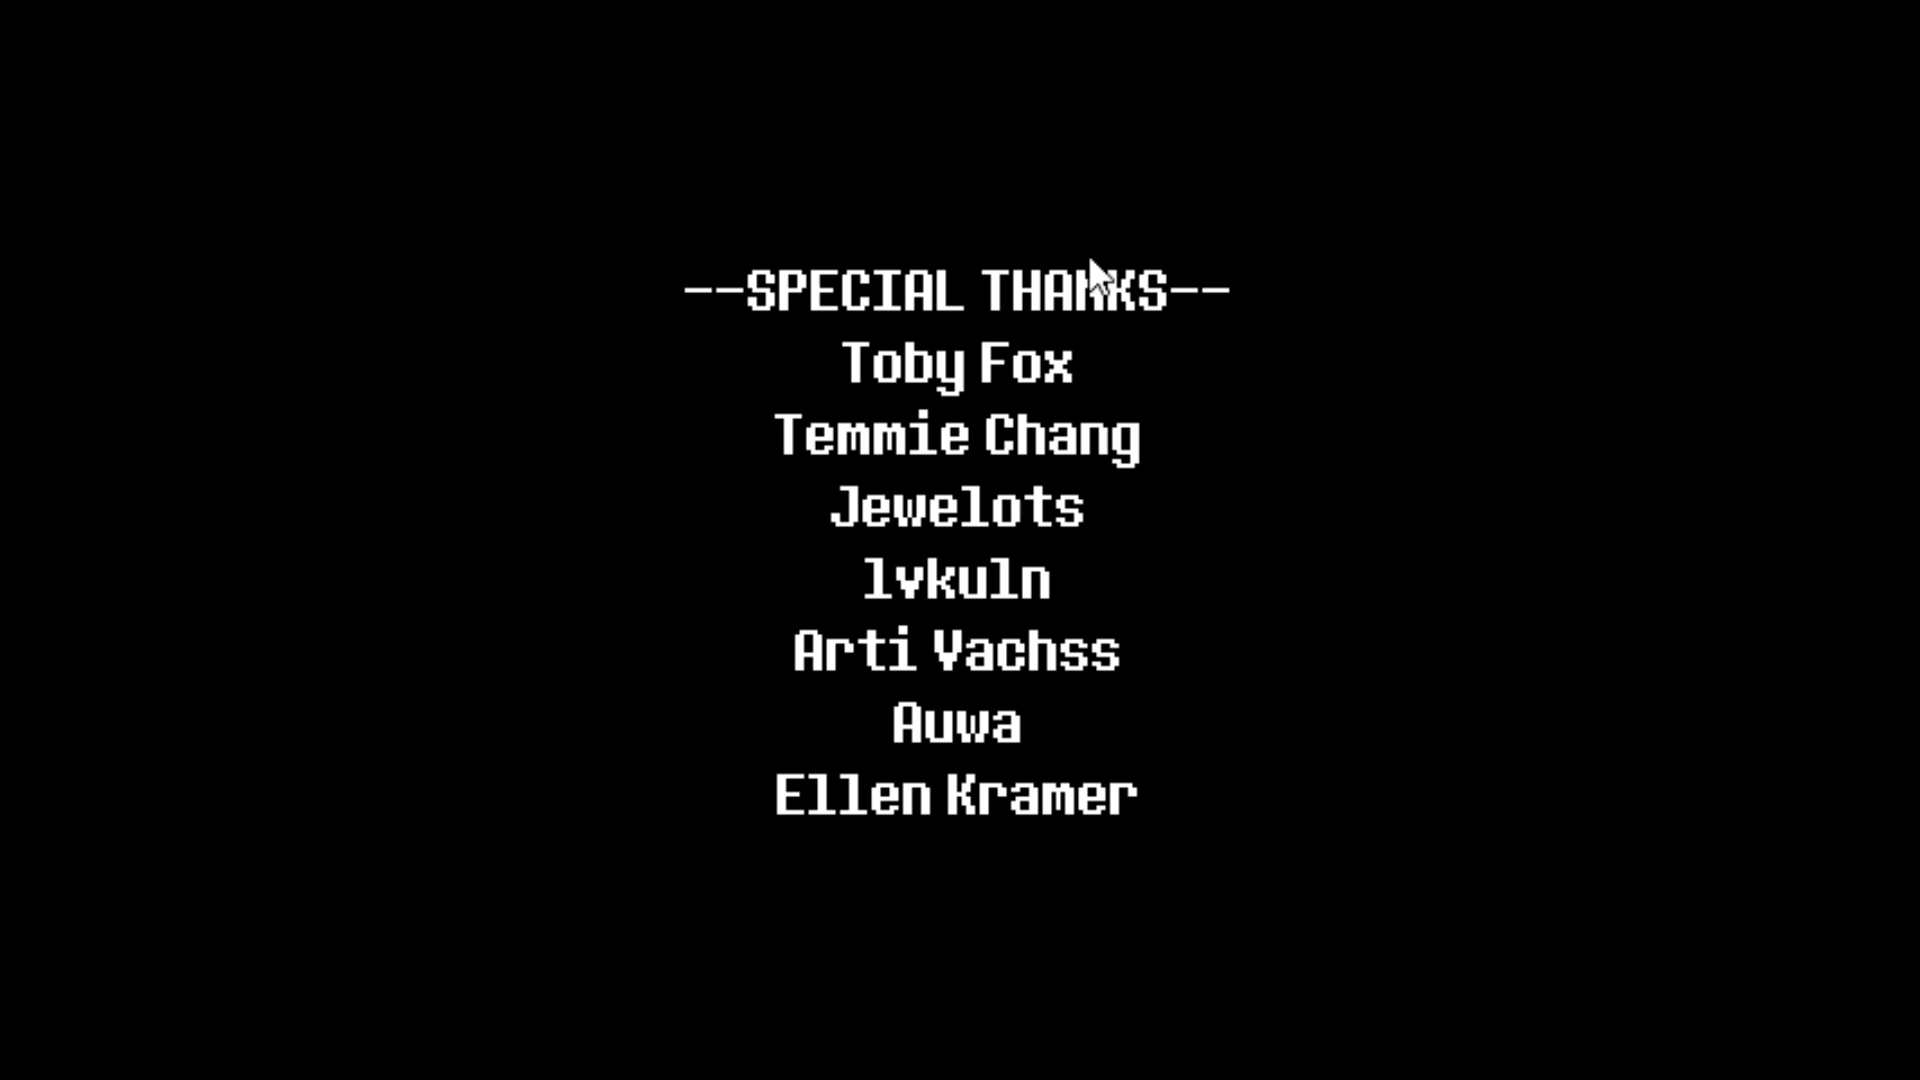 --SPECIAL THANKS--
Toby Fox
Temmie Chang
Jewelots
lvkuln
Arti Vachss
Auwa
Ellen Kramer